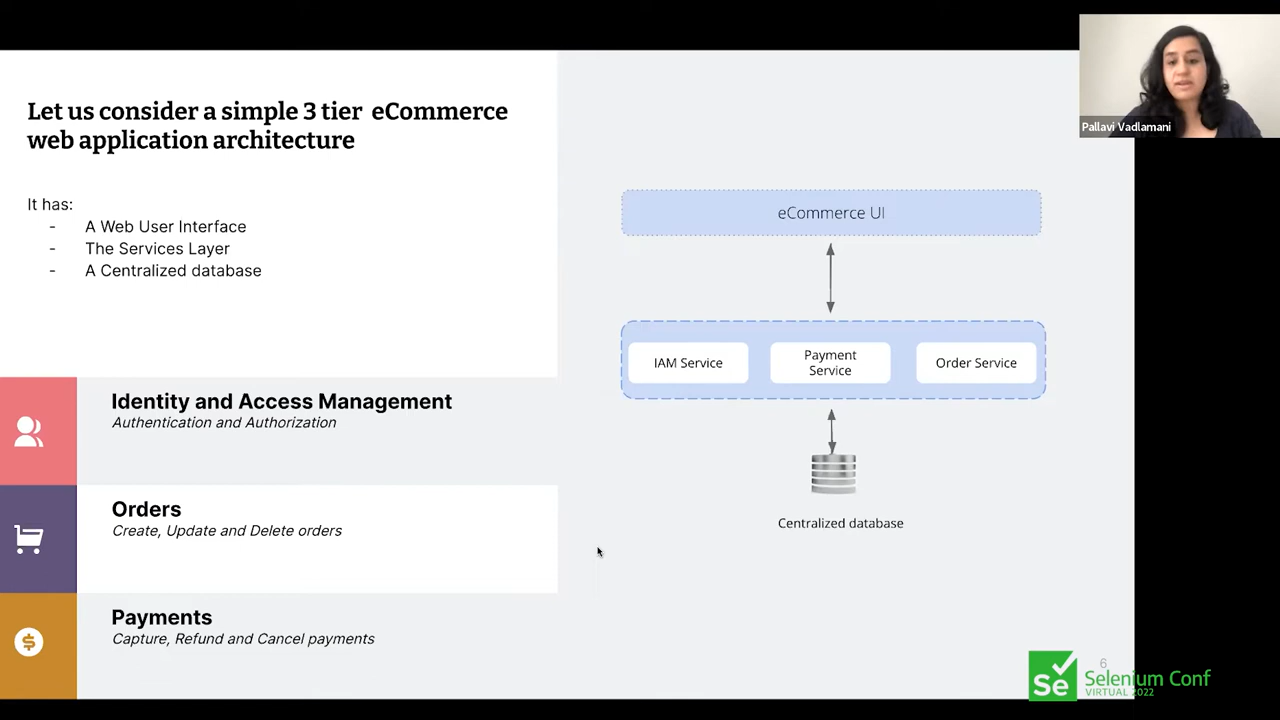 Let us consider a simple 3 tier eCommerce
web application architecture
It has:
- A Web User Interface
- The Services Layer
- A Centralized database
Identity and Access Management
Authentication and Authorization
Orders
Create, Update and Delete orders
Payments
Capture, Refund and Cancel payments
eCommerce UI
IAM Service
Payment
Service
Order Service
Centralized database
Pallavi Vadlamani
6
Se
Selenium Conf
VIRTUAL 2022